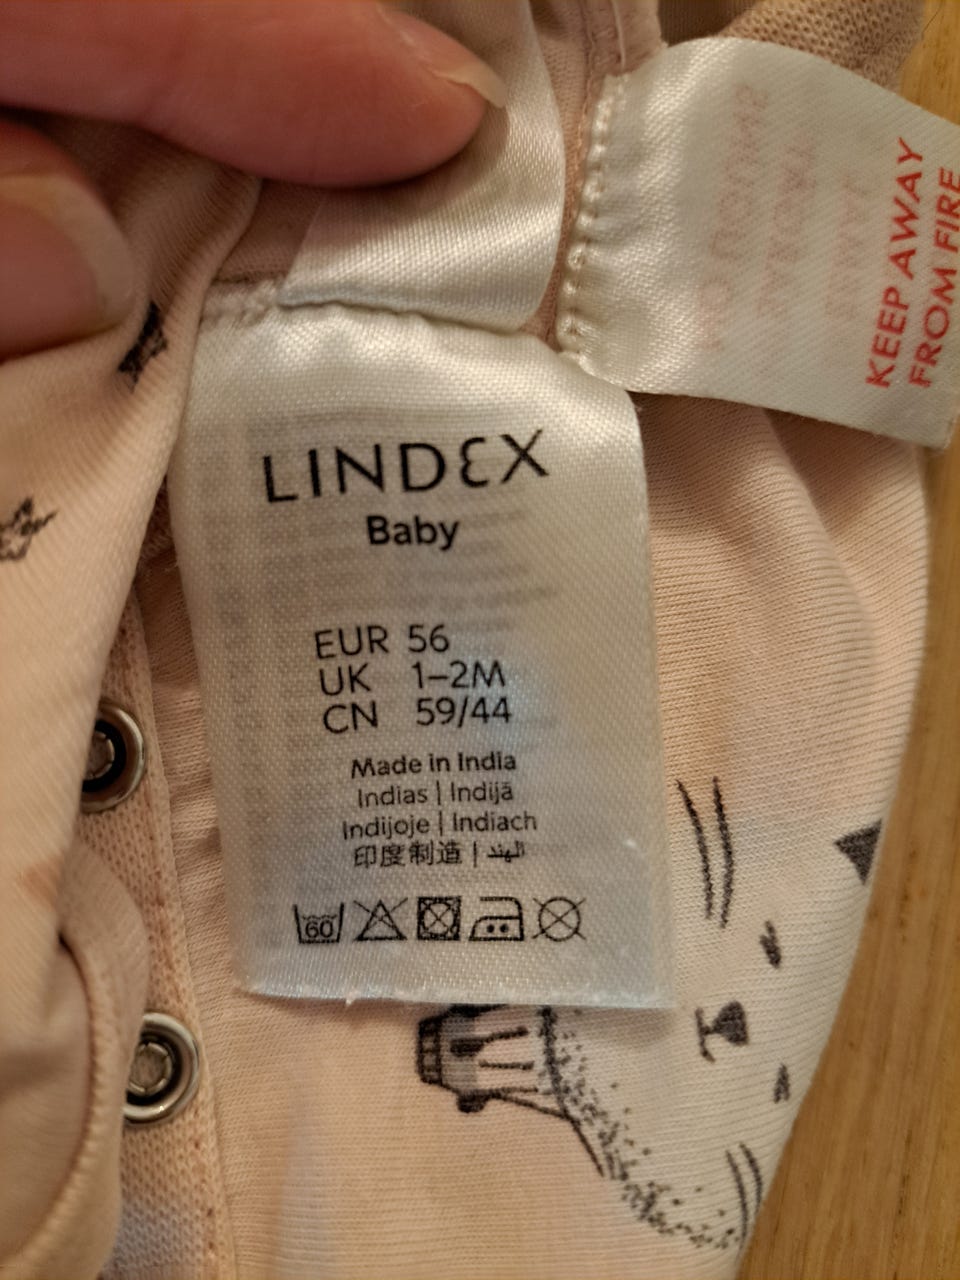 LINDEX
Baby
EUR 56
UK 1–2M
CN 59/44
Made in India
Indias | Indijā
Indijoje | Indiach
印度制造 | الهند
60
KEEP AWAY
FROM FIRE